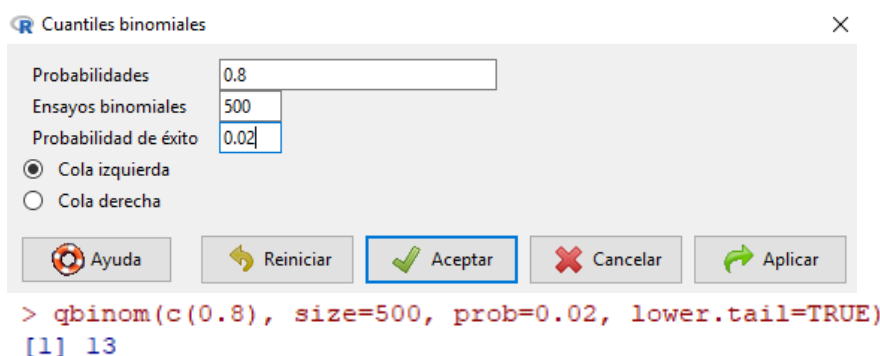 Cuantiles binomiales
Probabilidades 0.8
Ensayos binomiales 500
Probabilidad de éxito 0.02
Cola izquierda
Cola derecha
Ayuda Reiniciar Aceptar Cancelar Aplicar
> qbinom(c(0.8), size=500, prob=0.02, lower.tail=TRUE)
[1] 13